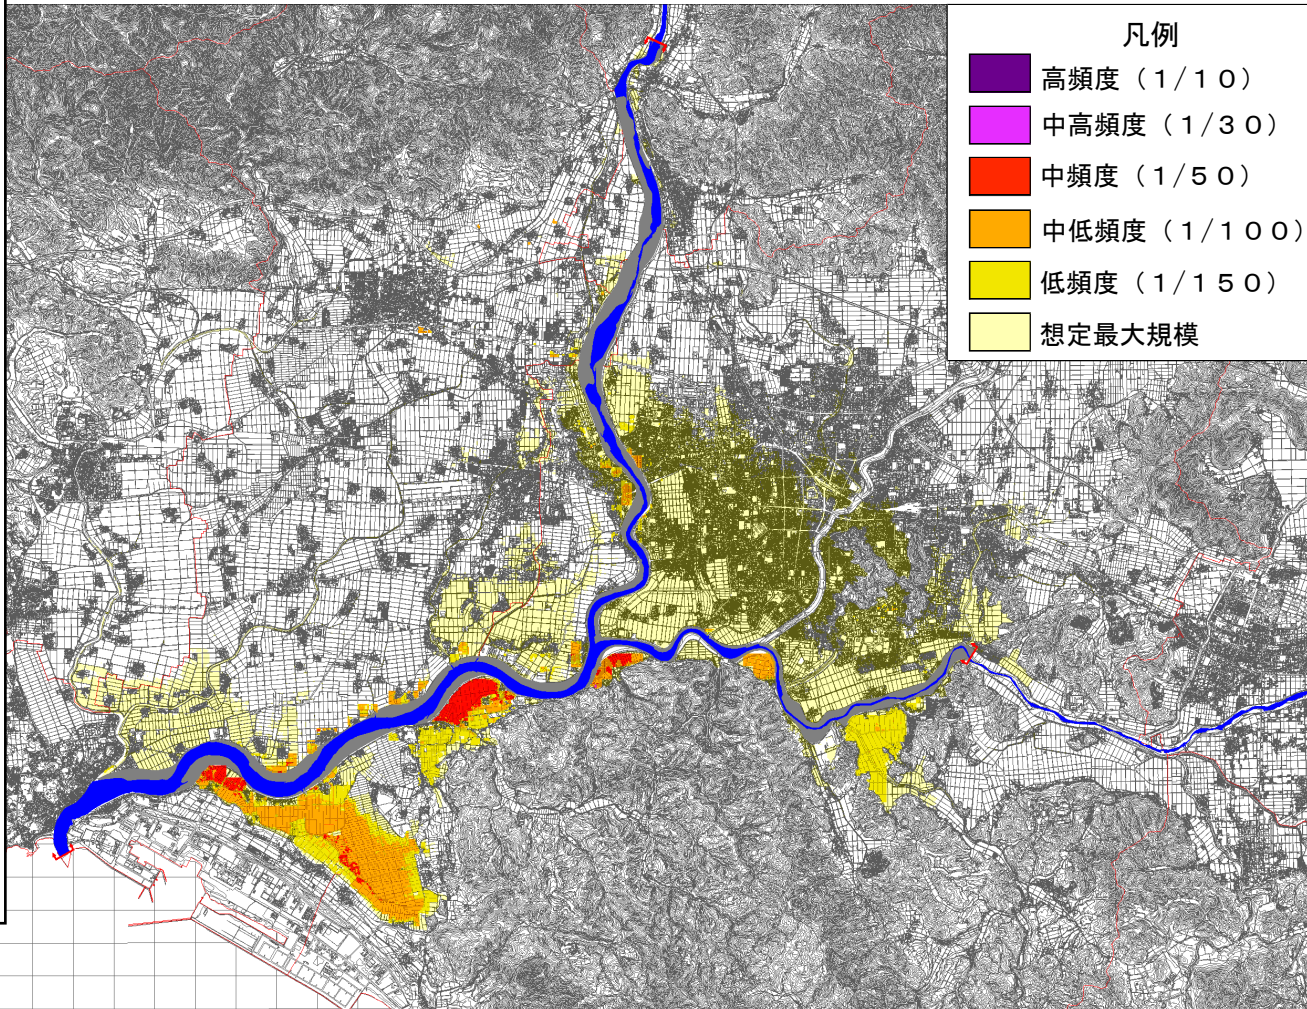 凡例
高頻度（１/１０）
中高頻度（１/３０）
中頻度（１/５０）
中低頻度（１/１００）
低頻度（１/１５０）
想定最大規模